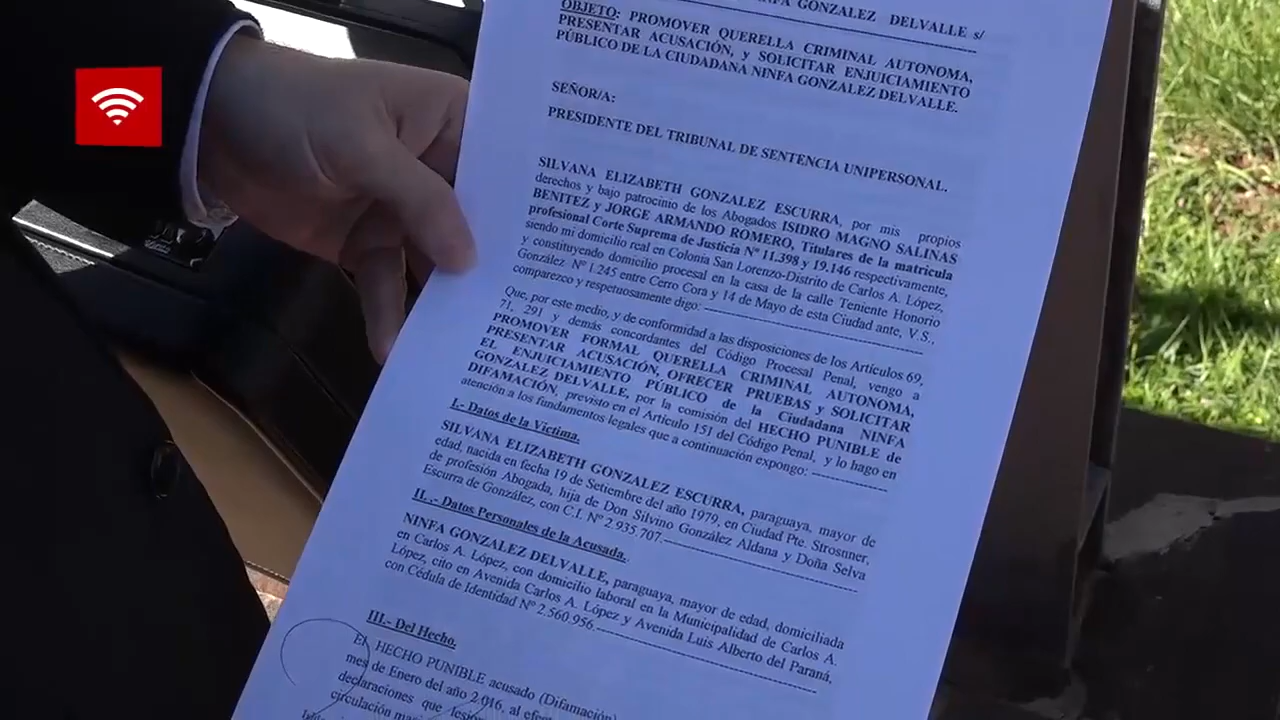 NINFA GONZALEZ DELVALLE s/
OBJETO: PROMOVER QUERELLA CRIMINAL AUTONOMA,
PRESENTAR ACUSACIÓN, y SOLICITAR ENJUICIAMIENTO
PÚBLICO DE LA CIUDADANA NINFA GONZALEZ DELVALLE.
SEÑOR/A:
PRESIDENTE DEL TRIBUNAL DE SENTENCIA UNIPERSONAL.
SILVANA ELIZABETH GONZALEZ ESCURRA, por mis propios
derechos y bajo patrocinio de los Abogados ISIDRO MAGNO SALINAS
BENITEZ y JORGE ARMANDO ROMERO, Titulares de la matrícula
profesional Corte Suprema de Justicia Nº 11.398 y 19.146 respectivamente,
siendo mi domicilio real en Colonia San Lorenzo-Distrito de Carlos A. López,
y constituyendo domicilio procesal en la casa de la calle Teniente Honorio
González Nº 1.245 entre Cerro Cora y 14 de Mayo de esta Ciudad ante, V.S.,
comparezco y respetuosamente digo:
Que, por este medio, y de conformidad a las disposiciones de los Artículos 69,
71, 291 y demás concordantes del Código Procesal Penal, vengo a
PROMOVER FORMAL QUERELLA CRIMINAL AUTONOMA,
PRESENTAR ACUSACIÓN, OFRECER PRUEBAS y SOLICITAR
EL ENJUICIAMIENTO PÚBLICO de la Ciudadana NINFA
GONZALEZ DELVALLE, por la comisión del HECHO PUNIBLE de
DIFAMACIÓN, previsto en el Artículo 151 del Código Penal, y lo hago en
atención a los fundamentos legales que a continuación expongo:
I.- Datos de la Víctima.
SILVANA ELIZABETH GONZALEZ ESCURRA, paraguaya, mayor de
edad, nacida en fecha 19 de Setiembre del año 1979, en Ciudad Pte. Strosnner,
de profesión Abogada, hija de Don Silvino González Aldana y Doña Selva
Escurra de González, con C.I. Nº 2.935.707.
II.- Datos Personales de la Acusada.
NINFA GONZALEZ DELVALLE, paraguaya, mayor de edad, domiciliada
en Carlos A. López, con domicilio laboral en la Municipalidad de Carlos A.
López, cito en Avenida Carlos A. López y Avenida Luis Alberto del Paraná,
con Cédula de Identidad Nº 2.560.956.
III.- Del Hecho.
El HECHO PUNIBLE acusado (Difamación)
mes de Enero del año 2.016, al
declaraciones que
circulación